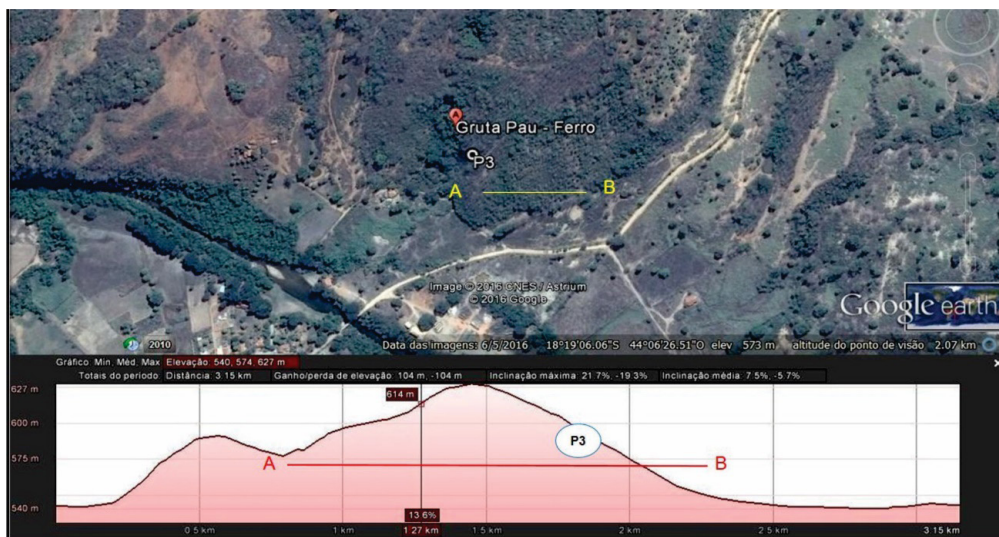 A
Gruta Pau - Ferro
P3
A B
Image © 2016 CNES / Astrium
© 2016 Google
Google earth
2010
Data das imagens: 6/5/2016 18°19'06.06"S 44°06'26.51"O elev 573 m altitude do ponto de visão 2.07 km
Gráfico Min, Méd, Max Elevação: 540, 574, 627 m
Totais do período Distância: 3.15 km Ganho/perda de elevação: 104 m, -104 m Inclinação máxima: 21.7%, -19.3% Inclinação média: 7.5%, -5.7%
627 m
614 m
600 m
P3
575 m
A B
540 m
13.6%
0.5 km 1 km 1.27 km 1.5 km 2 km 2.5 km 3.15 km